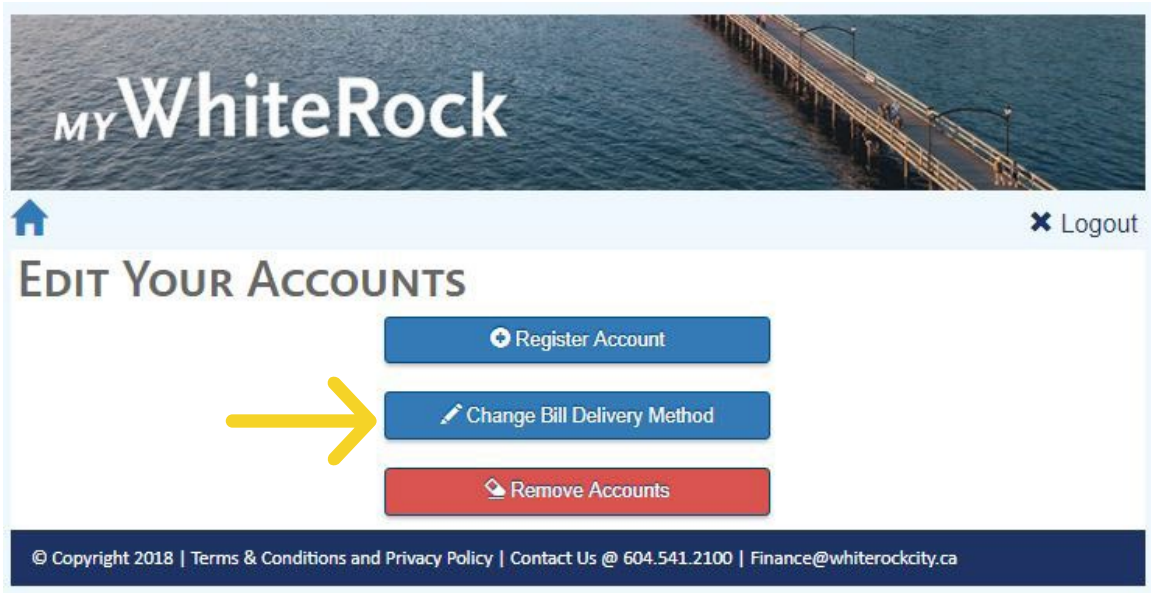 MY WhiteRock
Logout
EDIT YOUR ACCOUNTS
Register Account
Change Bill Delivery Method
Remove Accounts
© Copyright 2018 | Terms & Conditions and Privacy Policy | Contact Us @ 604.541.2100 | Finance@whiterockcity.ca